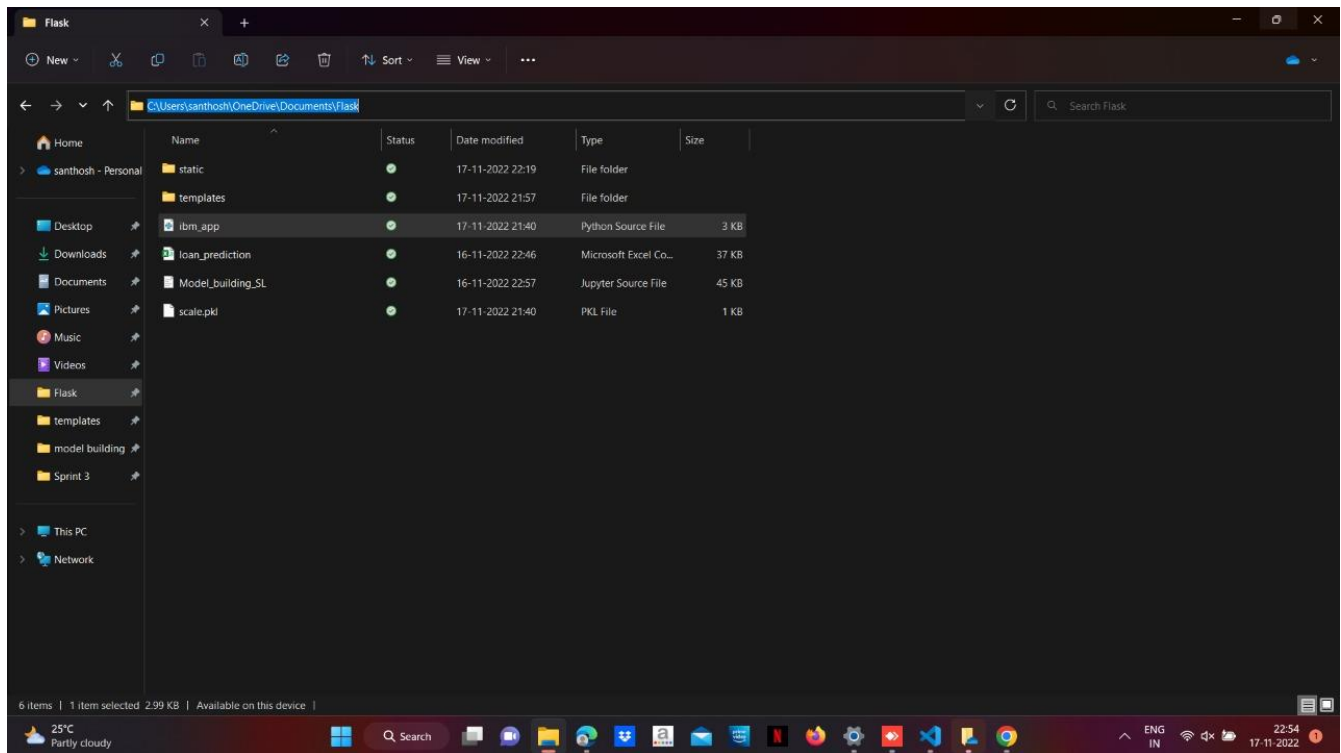 Flask
New
Sort
View
C:\Users\santhosh\OneDrive\Documents\Flask
Search Flask
Home
santhosh - Personal
Desktop
Downloads
Documents
Pictures
Music
Videos
Flask
templates
model building
Sprint 3
This PC
Network
Name Status Date modified Type Size
static 17-11-2022 22:19 File folder
templates 17-11-2022 21:57 File folder
ibm_app 17-11-2022 21:40 Python Source File 3 KB
loan_prediction 16-11-2022 22:46 Microsoft Excel Co... 37 KB
Model_building_SL 16-11-2022 22:57 Jupyter Source File 45 KB
scale.pkl 17-11-2022 21:40 PKL File 1 KB
6 items | 1 item selected 2.99 KB | Available on this device |
25°C
Partly cloudy
Search
a
prime video
N
ENG
IN
22:54
17-11-2022
1